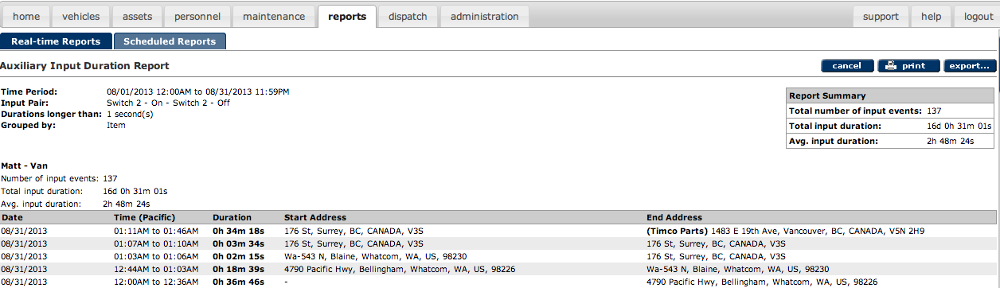 home vehicles assets personnel maintenance reports dispatch administration support help logout
Real-time Reports Scheduled Reports
Auxiliary Input Duration Report cancel print export...
Time Period: 08/01/2013 12:00AM to 08/31/2013 11:59PM
Input Pair: Switch 2 - On - Switch 2 - Off
Durations longer than: 1 second(s)
Grouped by: Item
Report Summary
Total number of input events: 137
Total input duration: 16d 0h 31m 01s
Avg. input duration: 2h 48m 24s
Matt - Van
Number of input events: 137
Total input duration: 16d 0h 31m 01s
Avg. input duration: 2h 48m 24s
Date Time (Pacific) Duration Start Address End Address
08/31/2013 01:11AM to 01:46AM 0h 34m 18s 176 St, Surrey, BC, CANADA, V3S (Timco Parts) 1483 E 19th Ave, Vancouver, BC, CANADA, V5N 2H9
08/31/2013 01:07AM to 01:10AM 0h 03m 34s 176 St, Surrey, BC, CANADA, V3S 176 St, Surrey, BC, CANADA, V3S
08/31/2013 01:03AM to 01:06AM 0h 02m 15s Wa-543 N, Blaine, Whatcom, WA, US, 98230 176 St, Surrey, BC, CANADA, V3S
08/31/2013 12:44AM to 01:03AM 0h 18m 39s 4790 Pacific Hwy, Bellingham, Whatcom, WA, US, 98226 Wa-543 N, Blaine, Whatcom, WA, US, 98230
08/31/2013 12:00AM to 12:36AM 0h 36m 46s - 4790 Pacific Hwy, Bellingham, Whatcom, WA, US, 98226